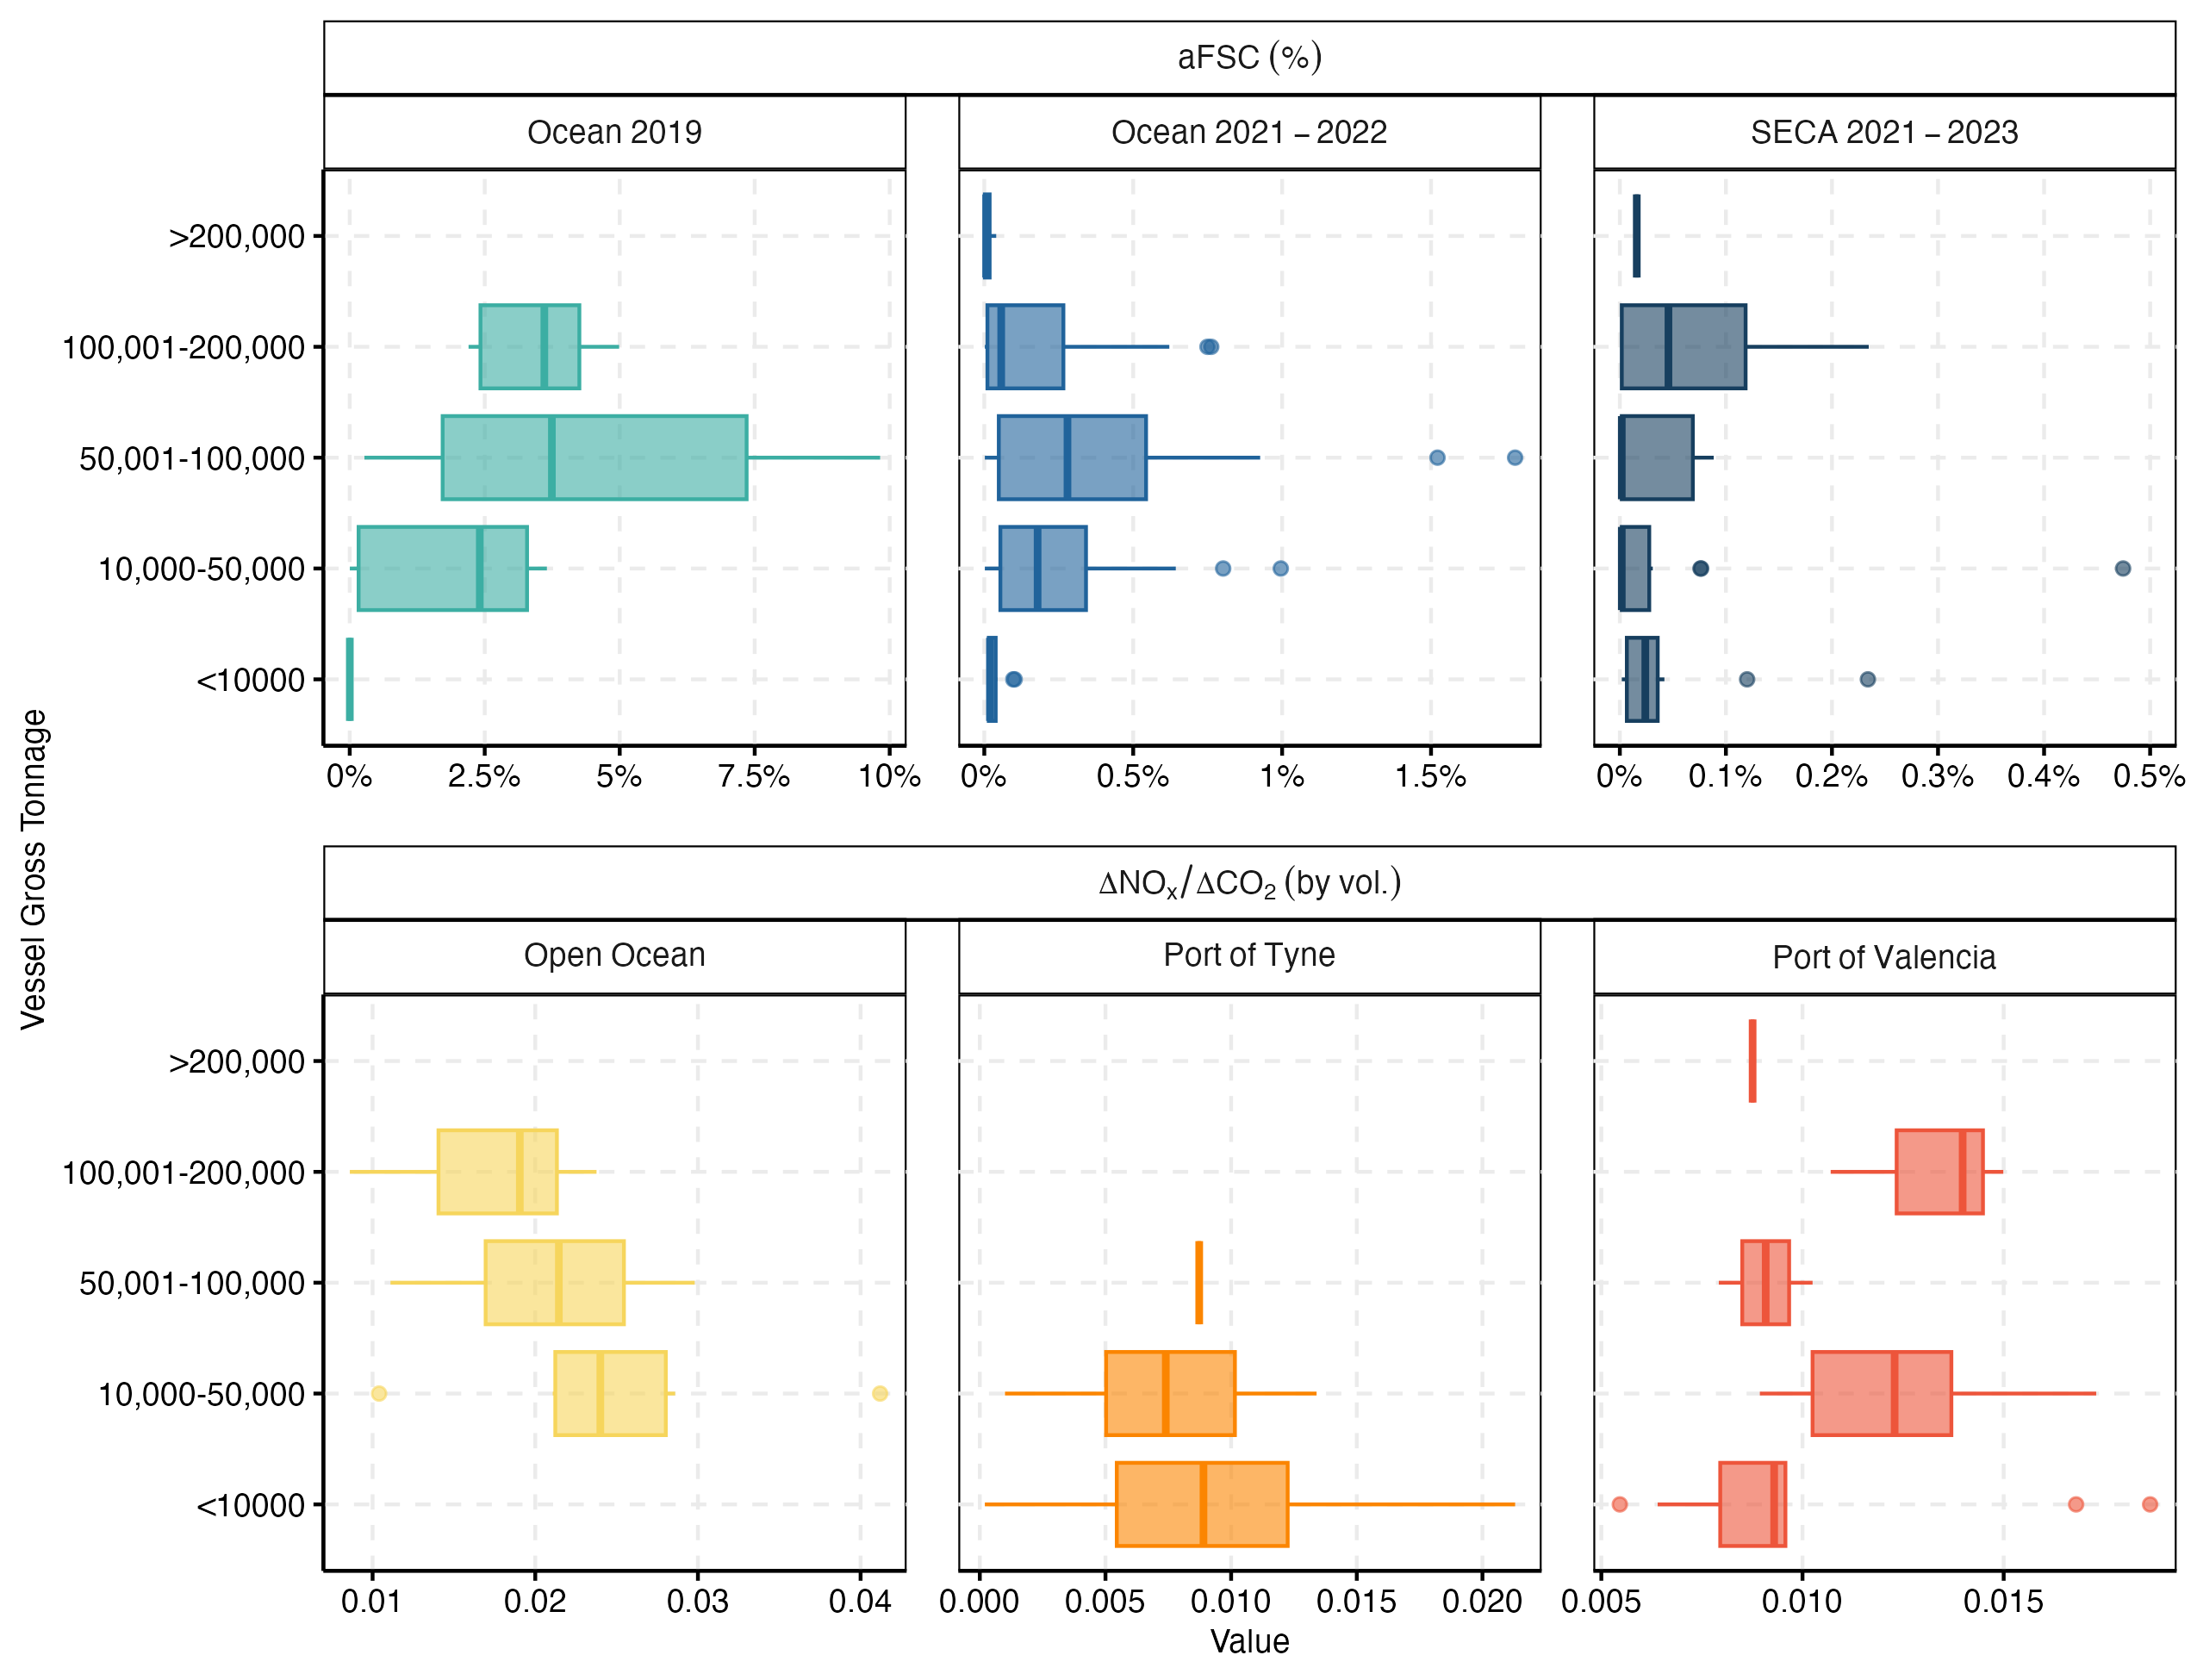 aFSC (%)
Ocean 2019
Ocean 2021 – 2022
SECA 2021 – 2023
>200,000
100,001-200,000
50,001-100,000
10,000-50,000
<10000
0% 2.5% 5% 7.5% 10%
0% 0.5% 1% 1.5%
0% 0.1% 0.2% 0.3% 0.4% 0.5%
Vessel Gross Tonnage
ΔNOₓ/ΔCO₂ (by vol.)
Open Ocean
Port of Tyne
Port of Valencia
>200,000
100,001-200,000
50,001-100,000
10,000-50,000
<10000
0.01 0.02 0.03 0.04
0.000 0.005 0.010 0.015 0.020
0.005 0.010 0.015
Value